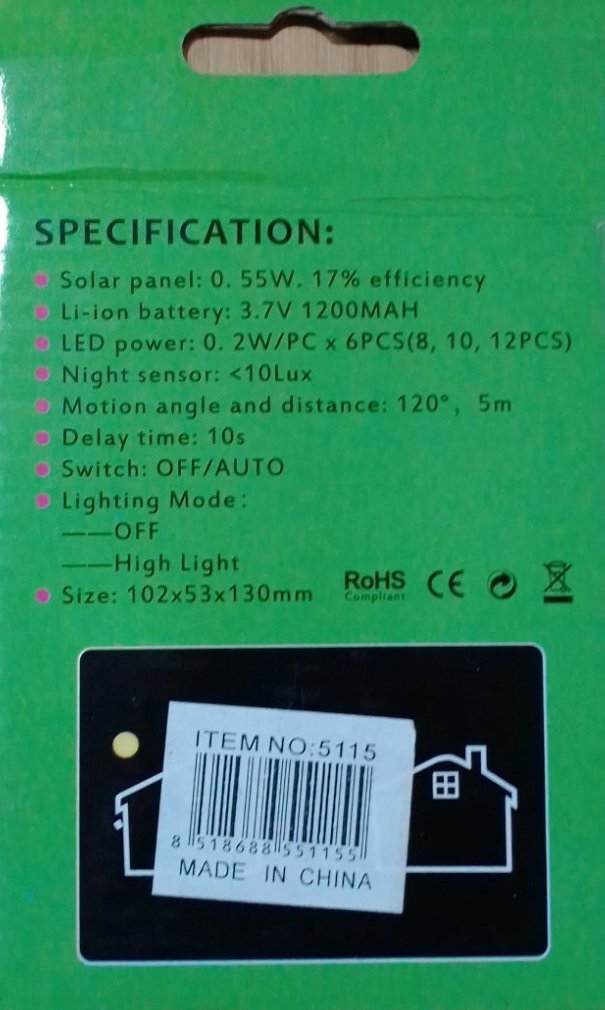 SPECIFICATION:
Solar panel: 0. 55W. 17% efficiency
Li-ion battery: 3.7V 1200MAH
LED power: 0. 2W/PC x 6PCS(8, 10, 12PCS)
Night sensor: <10Lux
Motion angle and distance: 120°, 5m
Delay time: 10s
Switch: OFF/AUTO
Lighting Mode:
——OFF
——High Light
Size: 102x53x130mm
RoHS
Compliant
CE
ITEM NO:5115
8 518688 551155
MADE IN CHINA